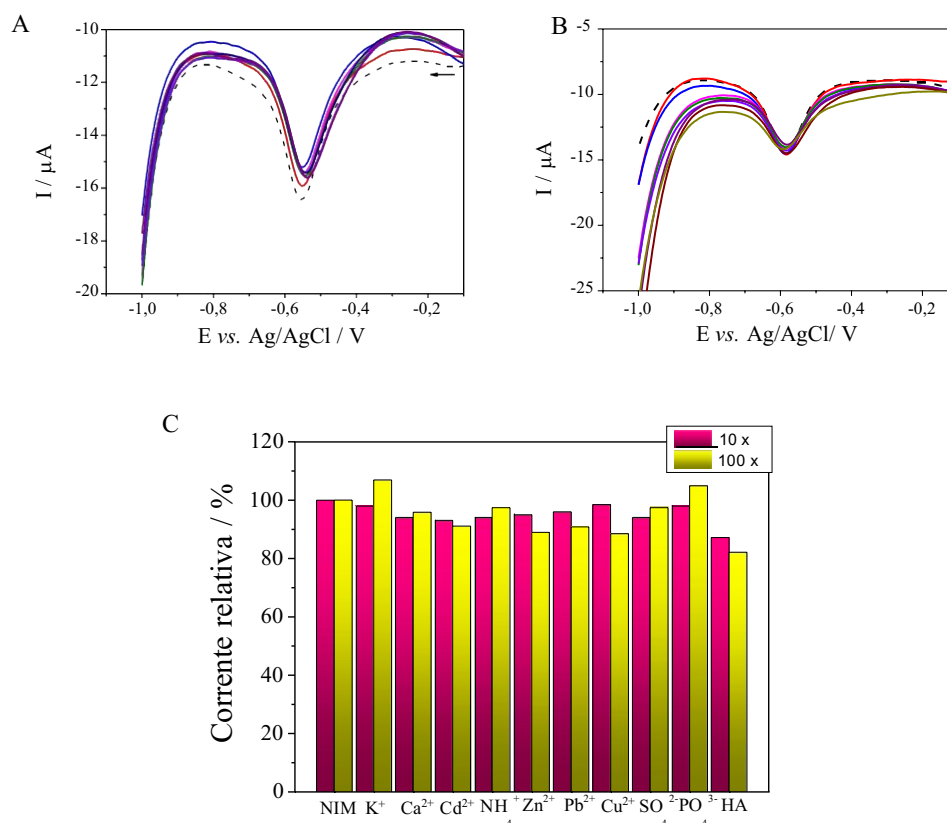 A
-10
-12
-14
-16
-18
-20
I / µA
-1,0 -0,8 -0,6 -0,4 -0,2
E vs. Ag/AgCl / V
B
-5
-10
-15
-20
-25
I / µA
-1,0 -0,8 -0,6 -0,4 -0,2
E vs. Ag/AgCl/ V
C
120
100
80
60
40
20
0
Corrente relativa / %
10 x
100 x
NIM K⁺ Ca²⁺ Cd²⁺ NH₄⁺ Zn²⁺ Pb²⁺ Cu²⁺ SO₄²⁻ PO₄³⁻ HA